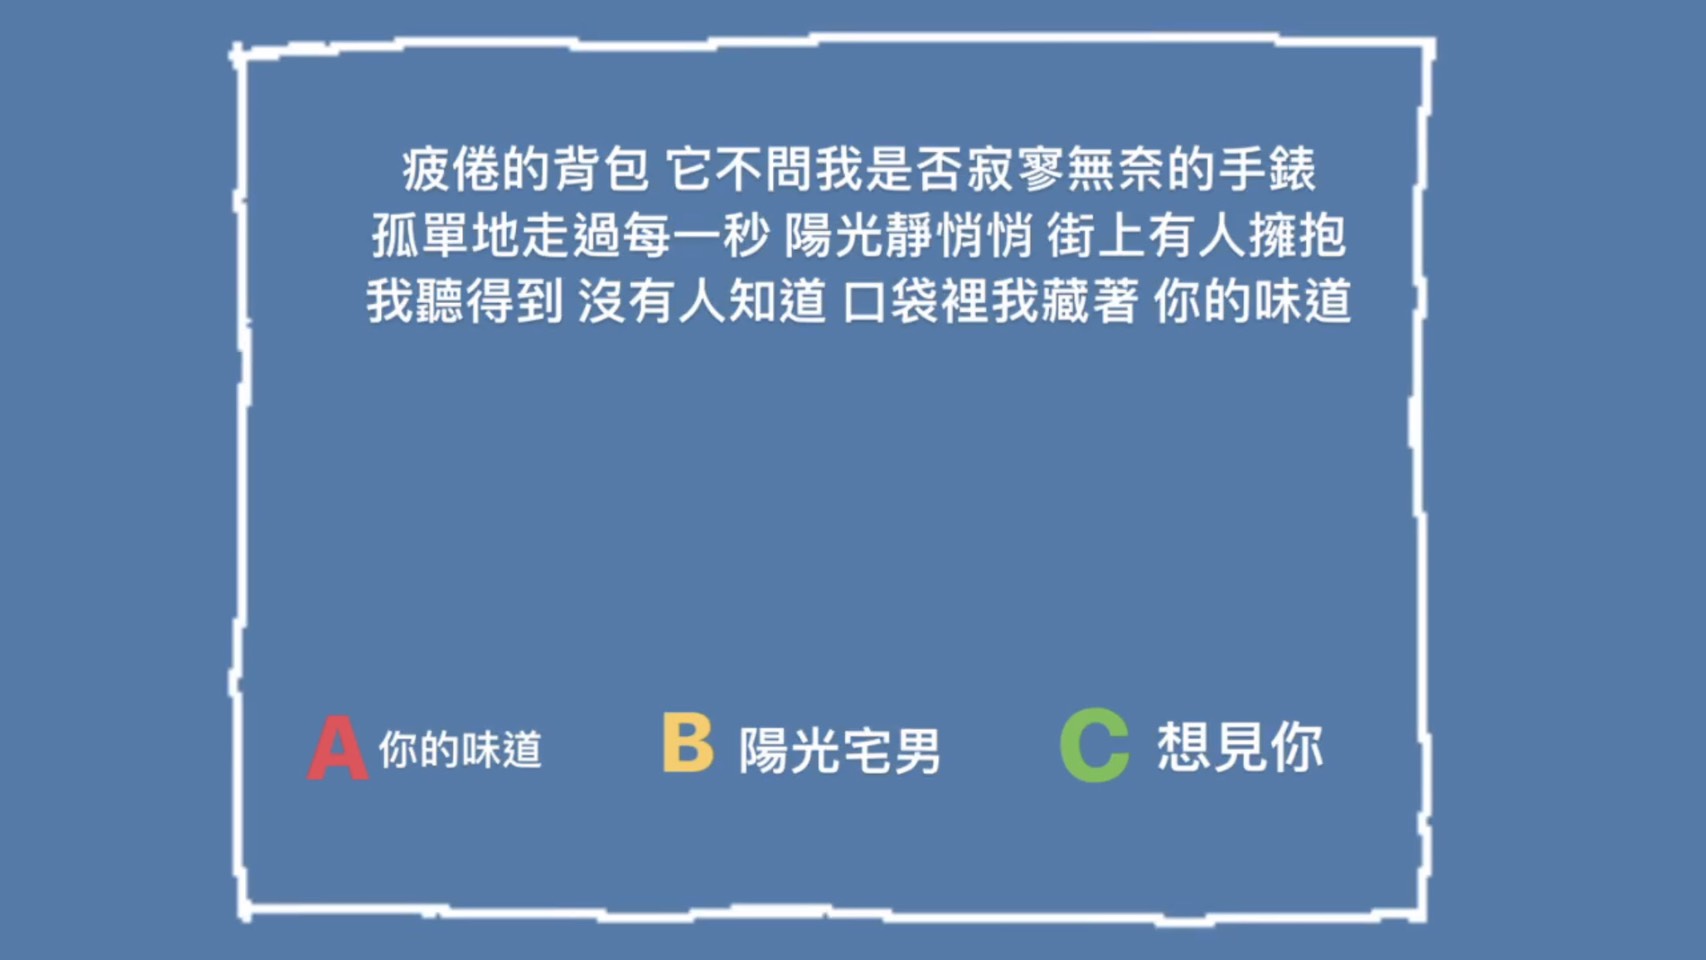 疲倦的背包 它不問我是否寂寥無奈的手錶
孤單地走過每一秒 陽光靜悄悄 街上有人擁抱
我聽得到 沒有人知道 口袋裡我藏著 你的味道
A 你的味道 B 陽光宅男 C 想見你